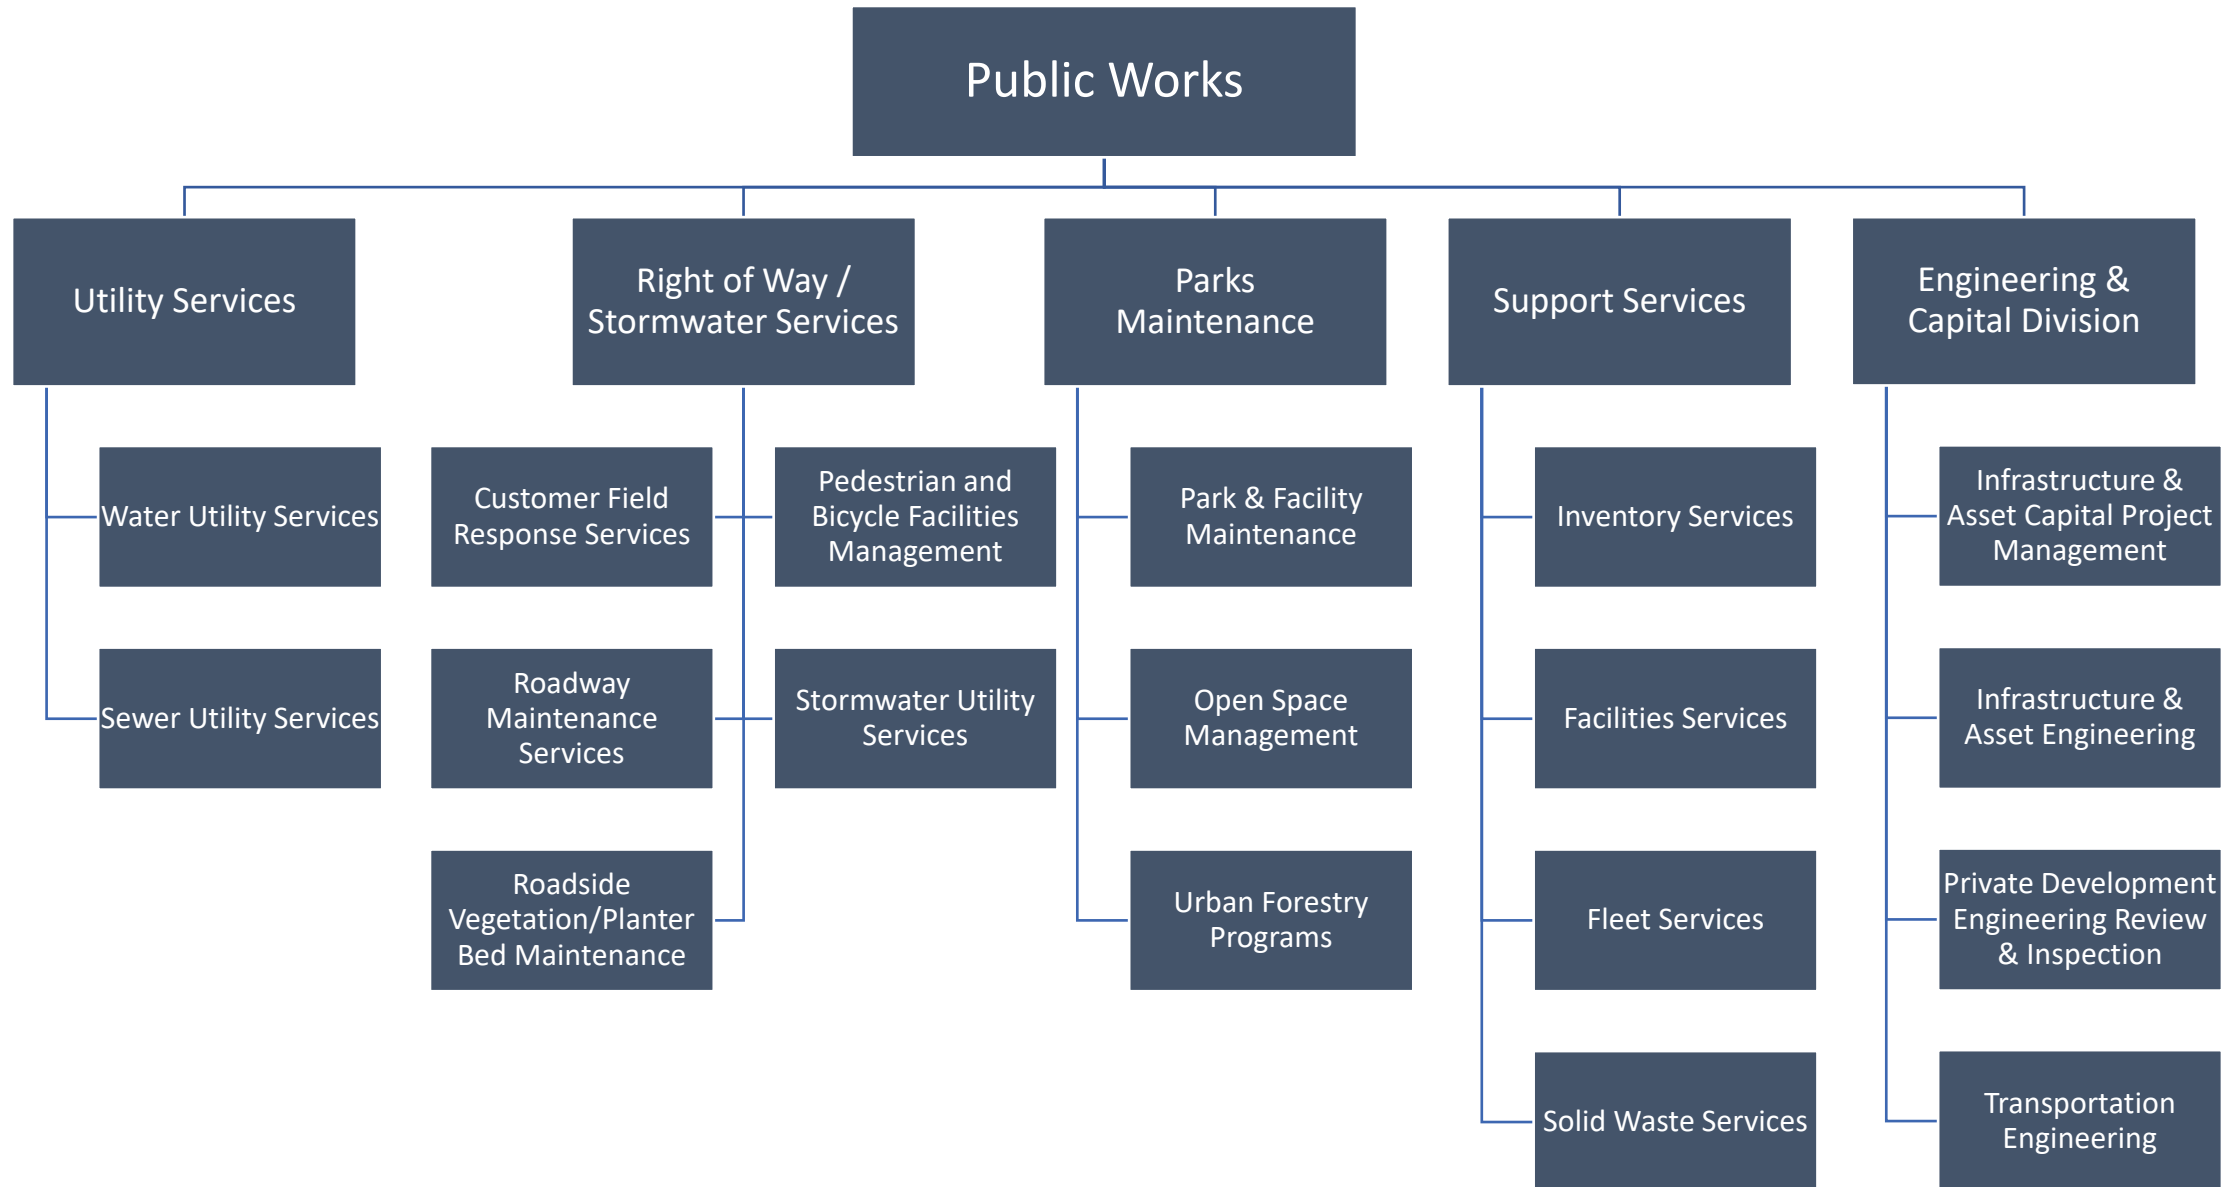 Public Works
Utility Services
Right of Way /
Stormwater Services
Parks
Maintenance
Support Services
Engineering &
Capital Division
Water Utility Services
Sewer Utility Services
Customer Field
Response Services
Roadway
Maintenance
Services
Roadside
Vegetation/Planter
Bed Maintenance
Pedestrian and
Bicycle Facilities
Management
Stormwater Utility
Services
Park & Facility
Maintenance
Open Space
Management
Urban Forestry
Programs
Inventory Services
Facilities Services
Fleet Services
Solid Waste Services
Infrastructure &
Asset Capital Project
Management
Infrastructure &
Asset Engineering
Private Development
Engineering Review
& Inspection
Transportation
Engineering